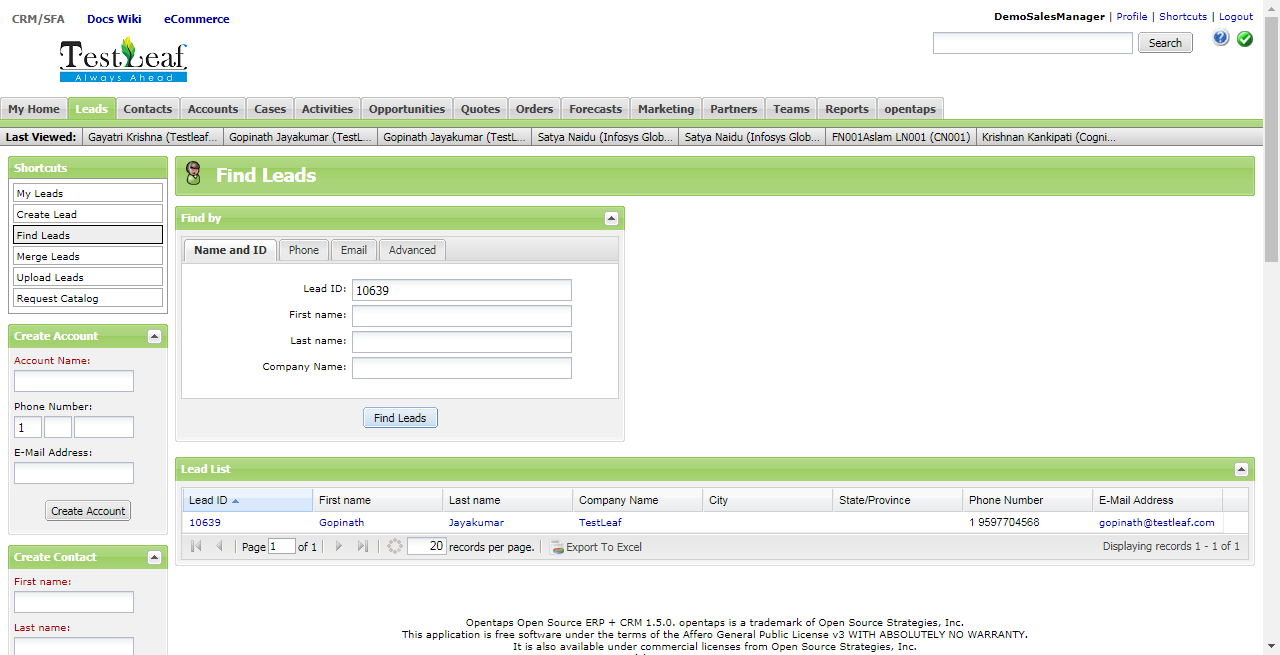 CRM/SFA Docs Wiki eCommerce
DemoSalesManager | Profile | Shortcuts | Logout
Search
TestLeaf
Always Ahead
My Home Leads Contacts Accounts Cases Activities Opportunities Quotes Orders Forecasts Marketing Partners Teams Reports opentaps
Last Viewed: Gayatri Krishna (Testleaf... Gopinath Jayakumar (TestL... Gopinath Jayakumar (TestL... Satya Naidu (Infosys Glob... Satya Naidu (Infosys Glob... FN001Aslam LN001 (CN001) Krishnan Kankipati (Cogni...
Shortcuts
My Leads
Create Lead
Find Leads
Merge Leads
Upload Leads
Request Catalog
Create Account
Account Name:
Phone Number:
1
E-Mail Address:
Create Account
Create Contact
First name:
Last name:
Find Leads
Find by
Name and ID Phone Email Advanced
Lead ID: 10639
First name:
Last name:
Company Name:
Find Leads
Lead List
Lead ID First name Last name Company Name City State/Province Phone Number E-Mail Address
10639 Gopinath Jayakumar TestLeaf 1 9597704568 gopinath@testleaf.com
Page 1 of 1 20 records per page. Export To Excel Displaying records 1 - 1 of 1
Opentaps Open Source ERP + CRM 1.5.0. opentaps is a trademark of Open Source Strategies, Inc.
This application is free software under the terms of the Affero General Public License v3 WITH ABSOLUTELY NO WARRANTY.
It is also available under commercial licenses from Open Source Strategies, Inc.